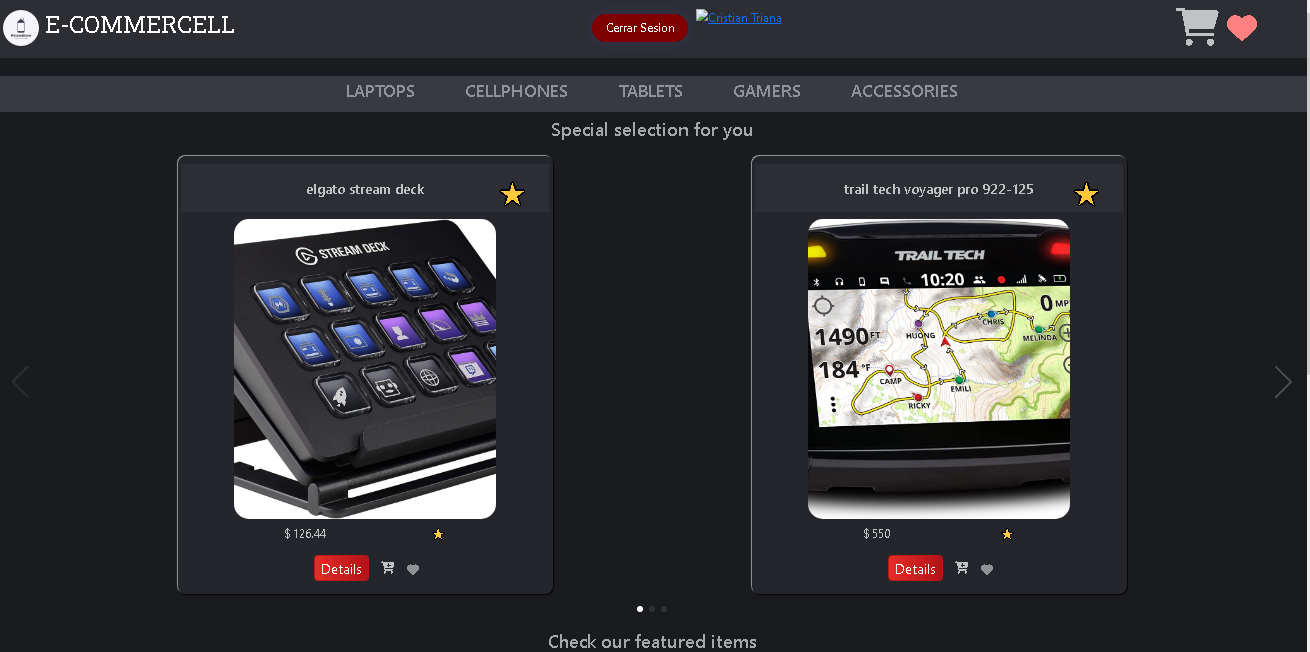 E-COMMERCELL
Cerrar Sesion
Cristian Triana
LAPTOPS CELLPHONES TABLETS GAMERS ACCESSORIES
Special selection for you
elgato stream deck
STREAM DECK
$ 126.44
Details
trail tech voyager pro 922-125
TRAIL TECH
10:20
0 MP
1490 FT
HUONG
CHRIS
MELINDA
184 °F
CAMP
EMILI
RICKY
$ 550
Details
Check our featured items